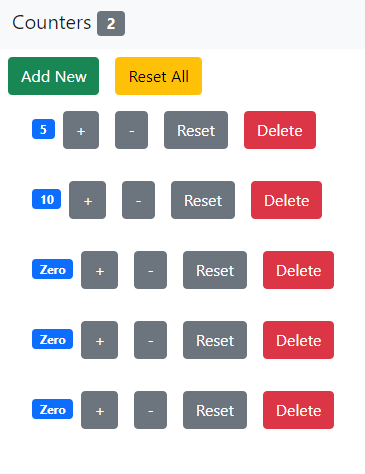 Counters 2
Add New Reset All
5 + - Reset Delete
10 + - Reset Delete
Zero + - Reset Delete
Zero + - Reset Delete
Zero + - Reset Delete